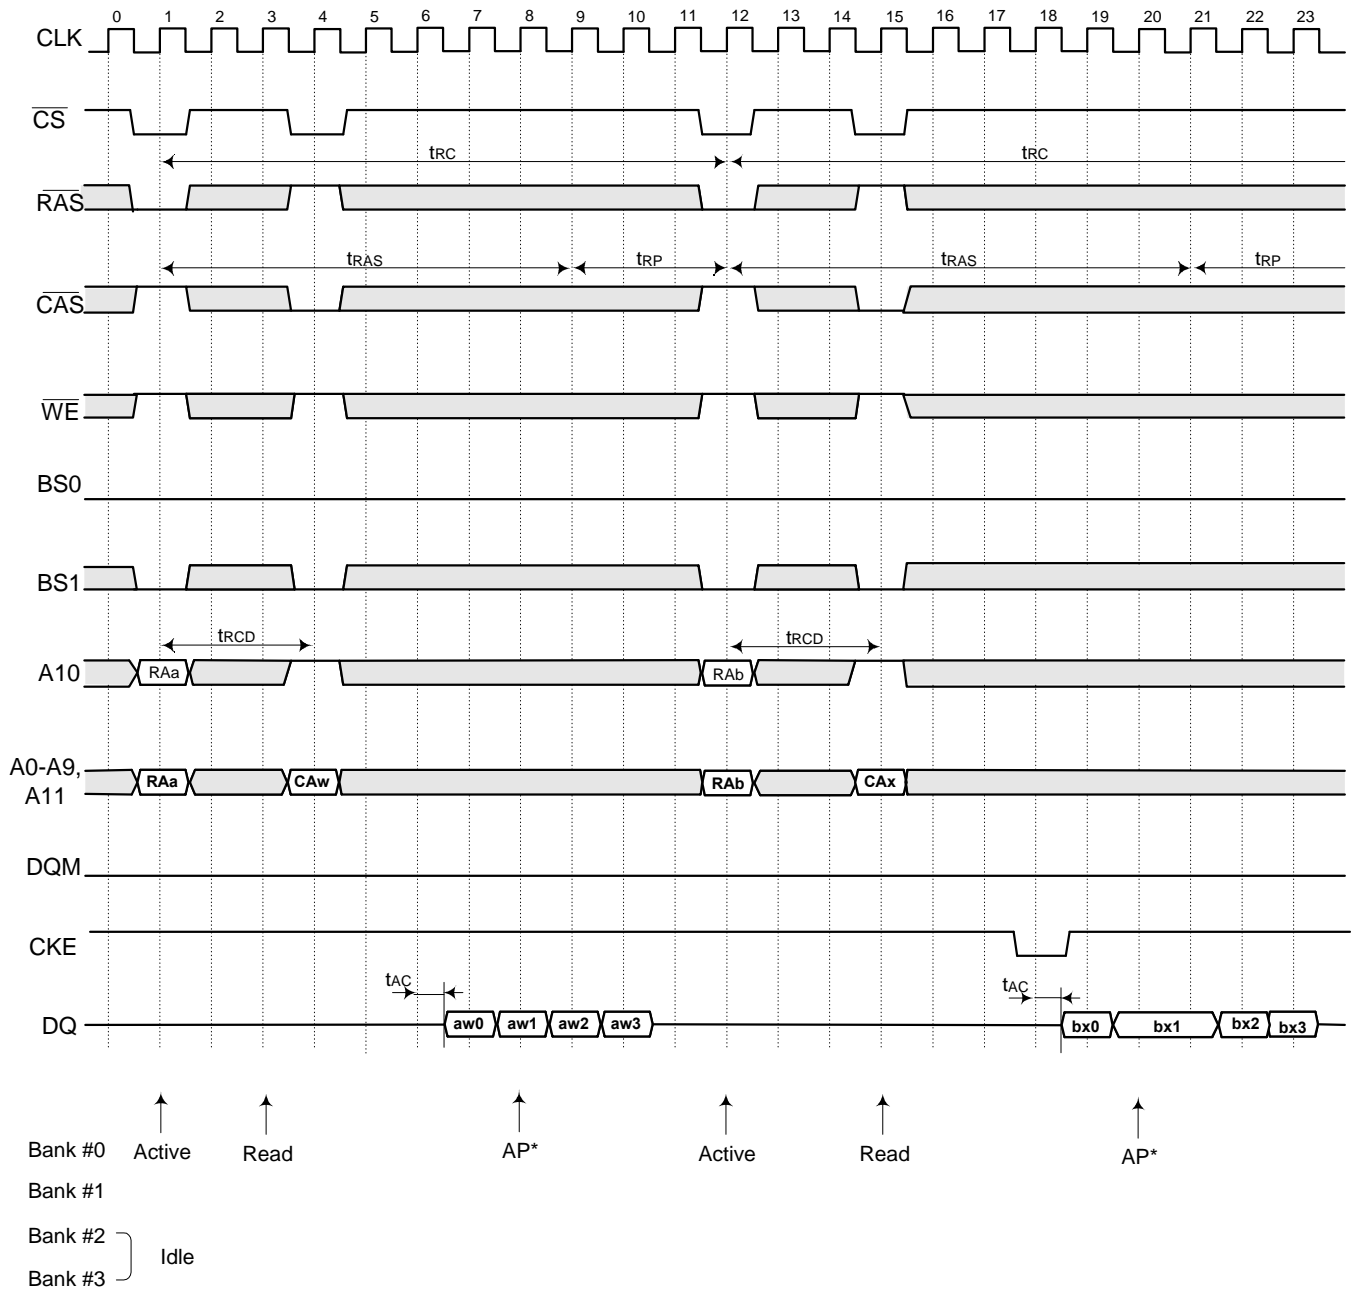 0 1 2 3 4 5 6 7 8 9 10 11 12 13 14 15 16 17 18 19 20 21 22 23
CLK
CS
tRC tRC
RAS
tRAS tRP tRAS tRP
CAS
WE
BS0
BS1
tRCD tRCD
A10 RAa RAb
A0-A9,
A11 RAa CAw RAb CAx
DQM
CKE
tAC tAC
DQ aw0 aw1 aw2 aw3 bx0 bx1 bx2 bx3
Bank #0 Active Read AP* Active Read AP*
Bank #1
Bank #2
Idle
Bank #3